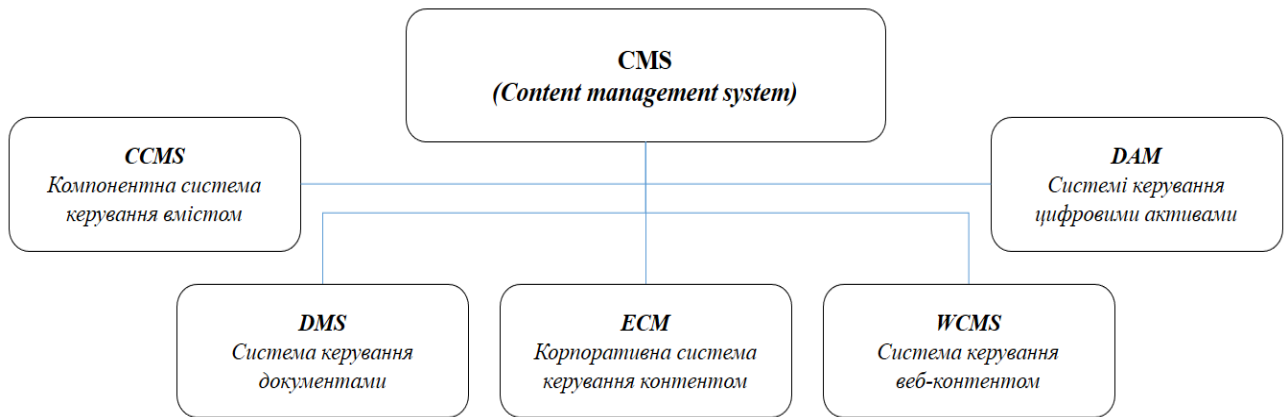 CMS
(Content management system)
CCMS
Компонентна система
керування вмістом
DAM
Системі керування
цифровими активами
DMS
Система керування
документами
ECM
Корпоративна система
керування контентом
WCMS
Система керування
веб-контентом